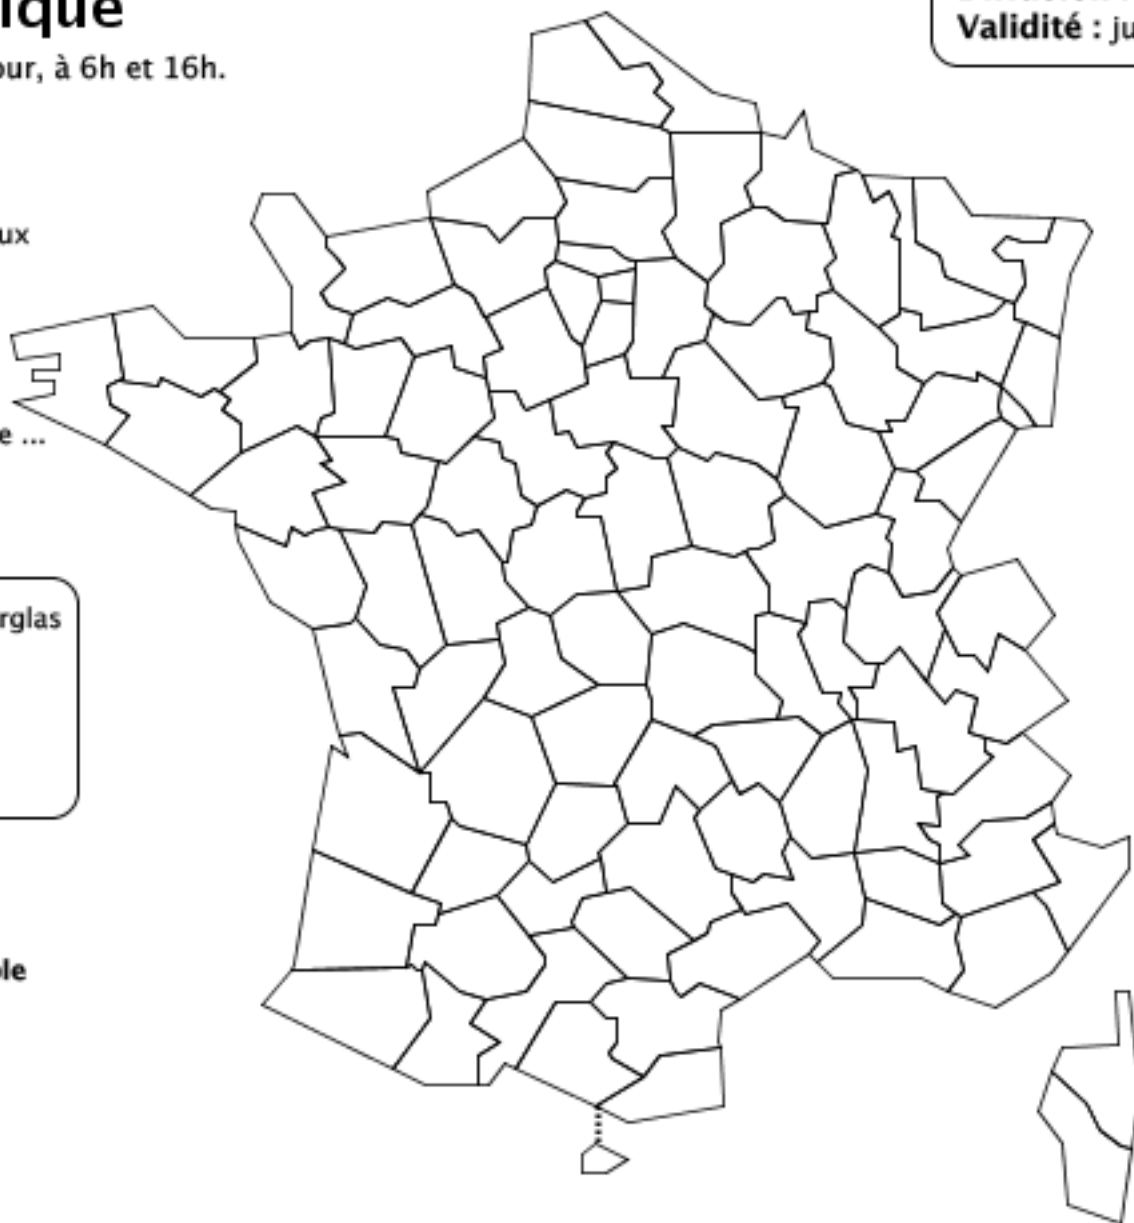 ique
our, à 6h et 16h.
Validité : ju
ux
e ...
rglas
le